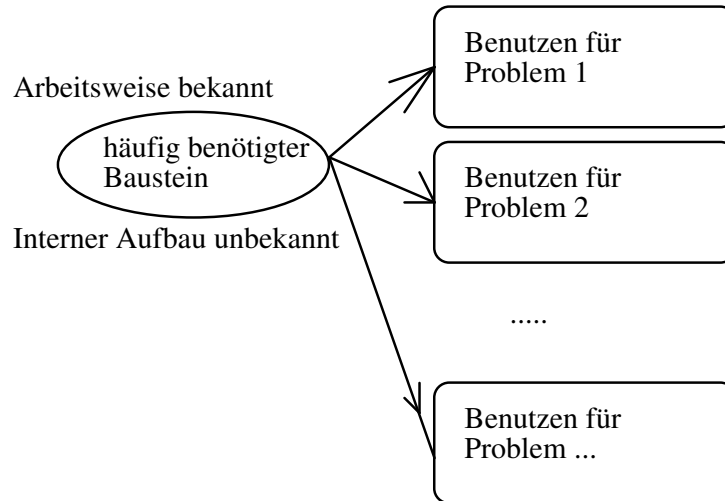 Arbeitsweise bekannt
häufig benötigter
Baustein
Interner Aufbau unbekannt
Benutzen für
Problem 1
Benutzen für
Problem 2
.....
Benutzen für
Problem ...